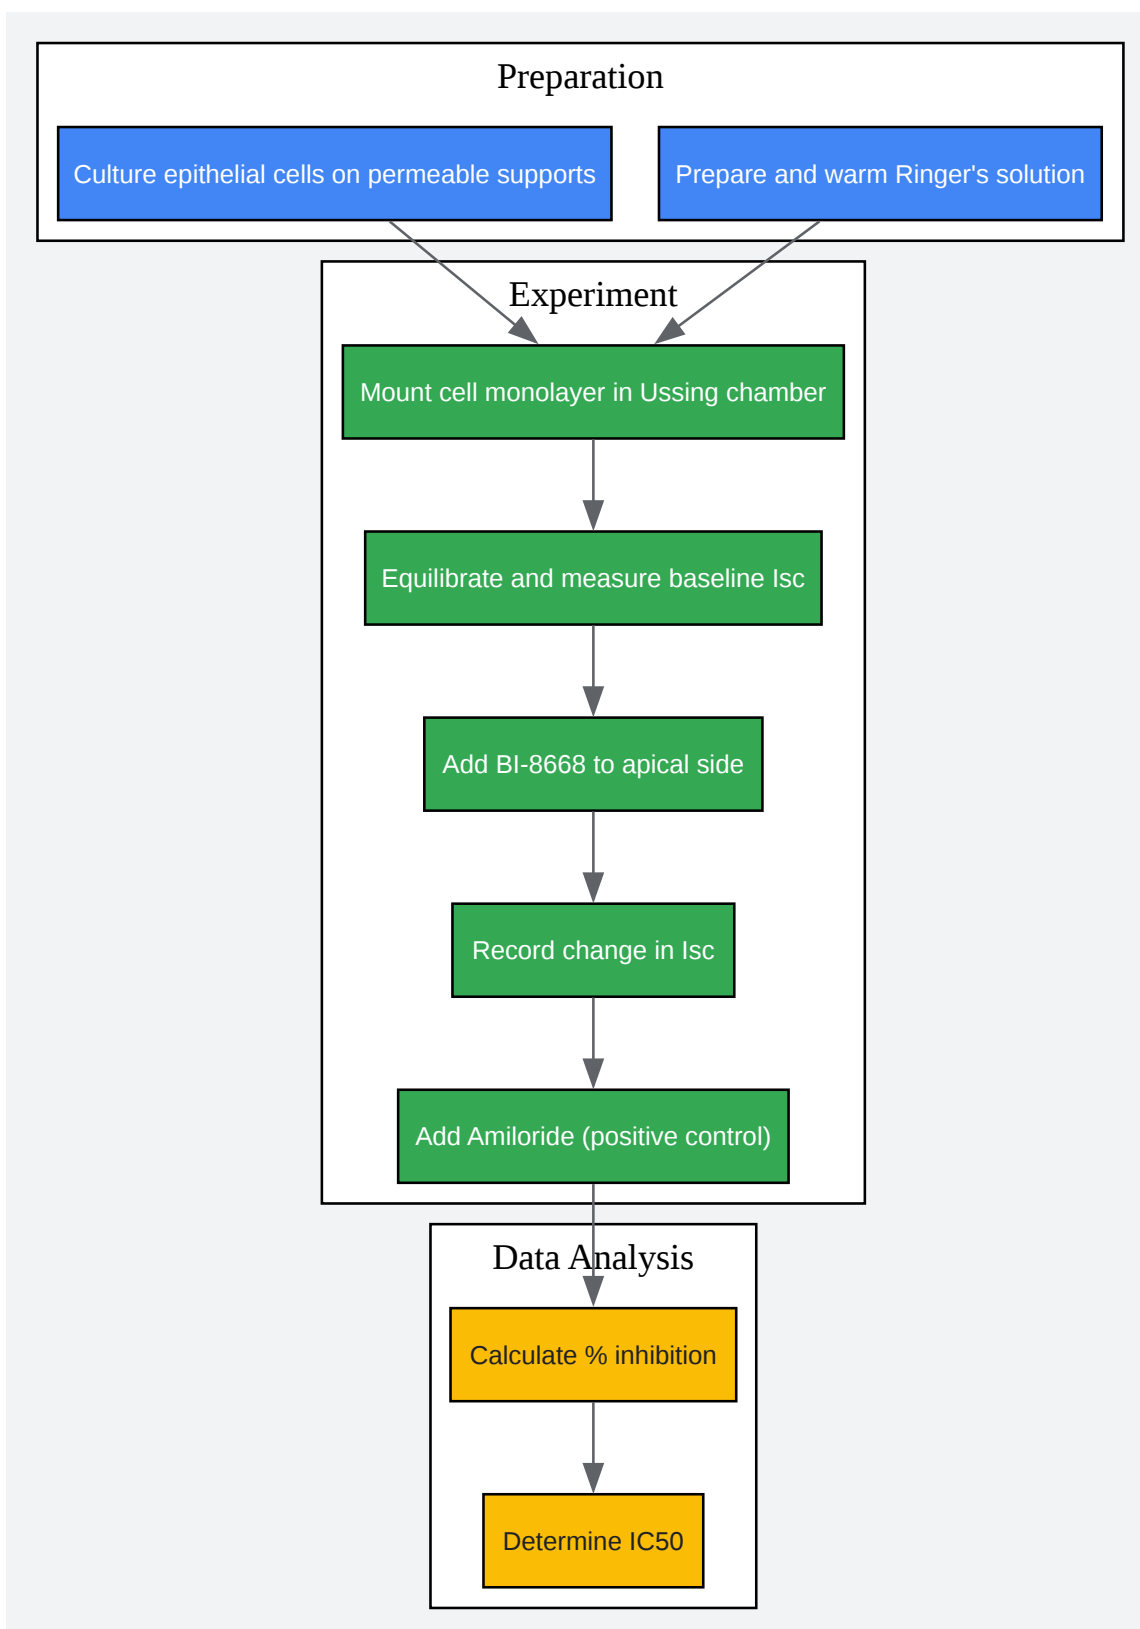 Preparation
Culture epithelial cells on permeable supports
Prepare and warm Ringer's solution
Experiment
Mount cell monolayer in Ussing chamber
Equilibrate and measure baseline Isc
Add BI-8668 to apical side
Record change in Isc
Add Amiloride (positive control)
Data Analysis
Calculate % inhibition
Determine IC50